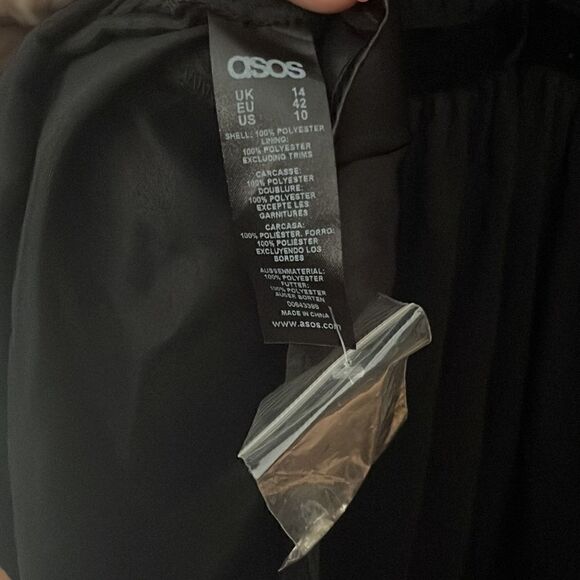 asos
UK 14
EU 42
US 10
SHELL: 100% POLYESTER
LINING:
100% POLYESTER
EXCLUDING TRIMS
CARCASSE:
100% POLYESTER
DOUBLURE:
100% POLYESTER
EXCEPTE LES
GARNITURES
CARCASA:
100% POLIÉSTER. FORRO:
100% POLIÉSTER
EXCLUYENDO LOS
BORDES
AUSSENMATERIAL:
100% POLYESTER
FUTTER:
100% POLYESTER
AUßER BORTEN
MADE IN CHINA
www.asos.com